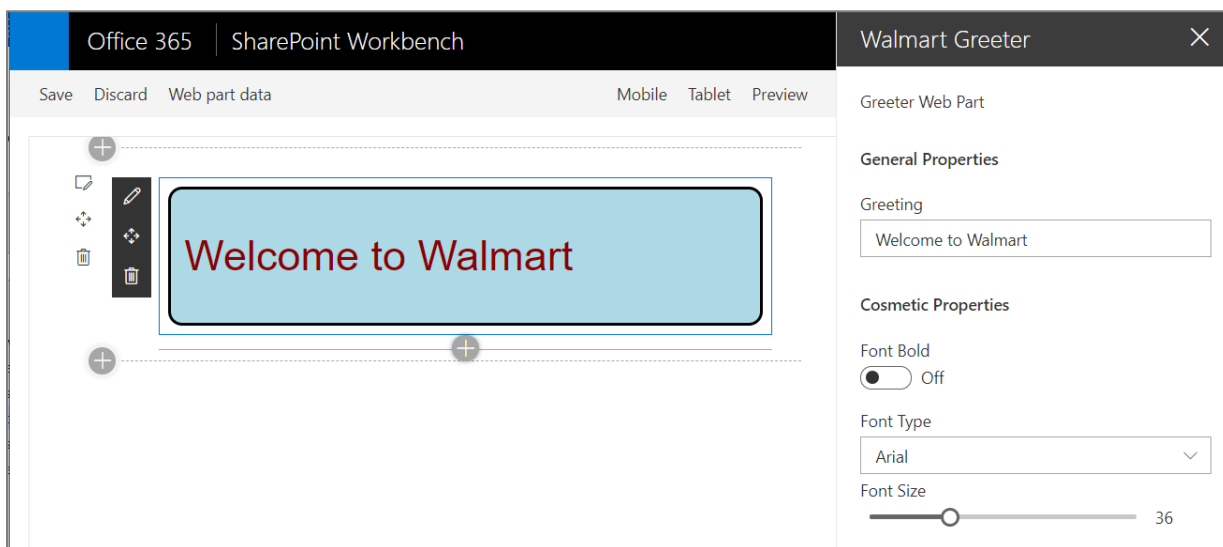 Office 365 SharePoint Workbench
Save Discard Web part data Mobile Tablet Preview
Welcome to Walmart
Walmart Greeter
Greeter Web Part
General Properties
Greeting
Welcome to Walmart
Cosmetic Properties
Font Bold
Off
Font Type
Arial
Font Size
36